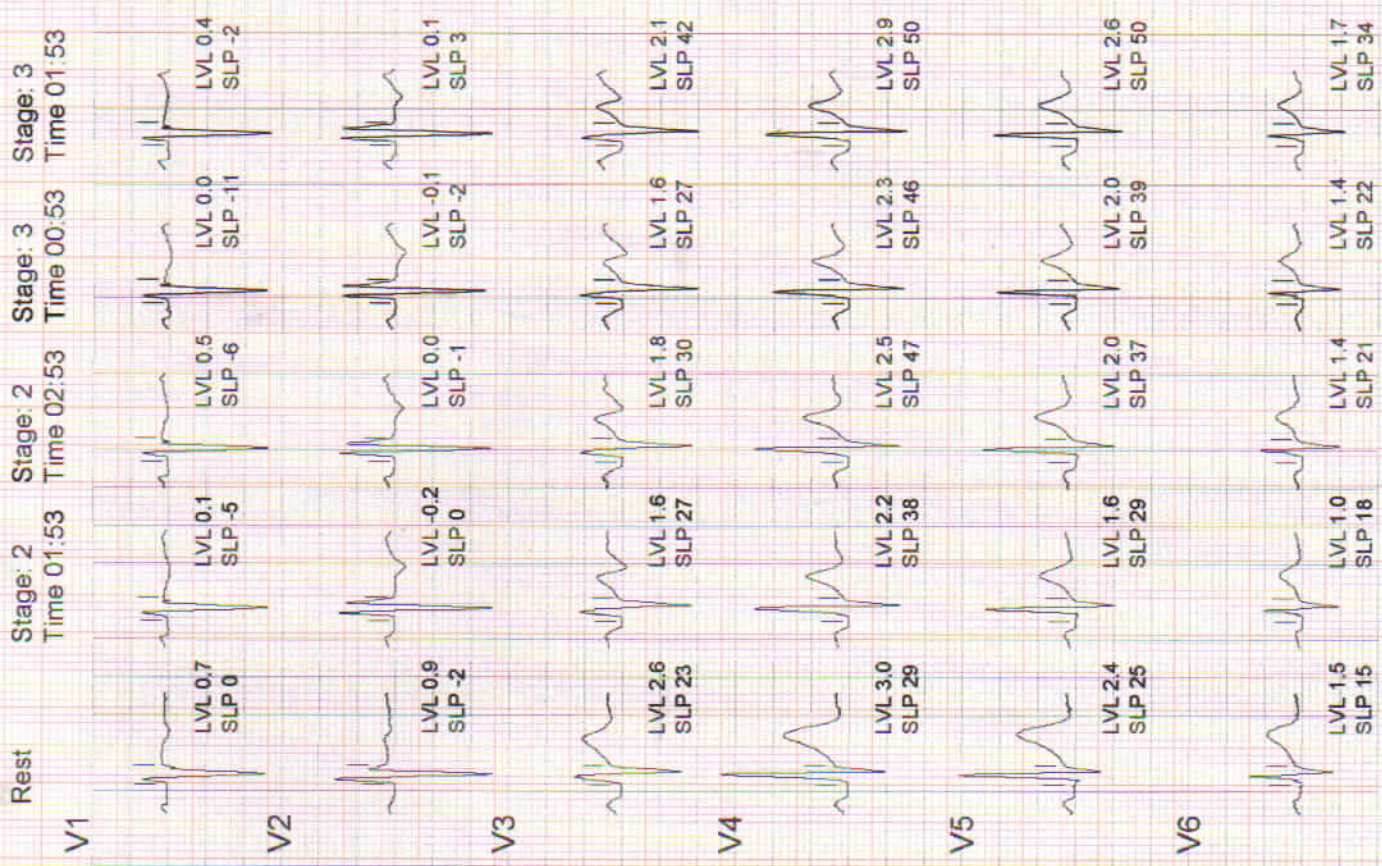 Rest Stage: 2 Stage: 2 Stage: 3 Stage: 3
Time 01:53 Time 02:53 Time 00:53 Time 01:53
V1
LVL 0.7 LVL 0.1 LVL 0.5 LVL 0.0 LVL 0.4
SLP 0 SLP -5 SLP -6 SLP -11 SLP -2
V2
LVL 0.9 LVL -0.2 LVL 0.0 LVL -0.1 LVL 0.1
SLP -2 SLP 0 SLP -1 SLP -2 SLP 3
V3
LVL 2.6 LVL 1.6 LVL 1.8 LVL 1.6 LVL 2.1
SLP 23 SLP 27 SLP 30 SLP 27 SLP 42
V4
LVL 3.0 LVL 2.2 LVL 2.5 LVL 2.3 LVL 2.9
SLP 29 SLP 38 SLP 47 SLP 46 SLP 50
V5
LVL 2.4 LVL 1.6 LVL 2.0 LVL 2.0 LVL 2.6
SLP 25 SLP 29 SLP 37 SLP 39 SLP 50
V6
LVL 1.5 LVL 1.0 LVL 1.4 LVL 1.4 LVL 1.7
SLP 15 SLP 18 SLP 21 SLP 22 SLP 34